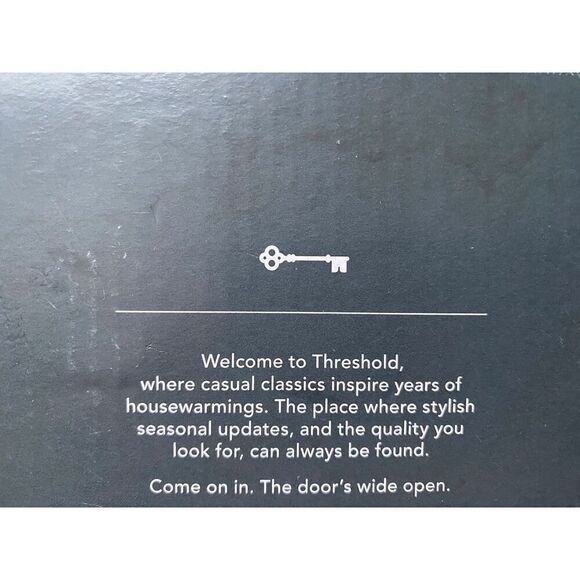 Welcome to Threshold,
where casual classics inspire years of
housewarmings. The place where stylish
seasonal updates, and the quality you
look for, can always be found.
Come on in. The door's wide open.